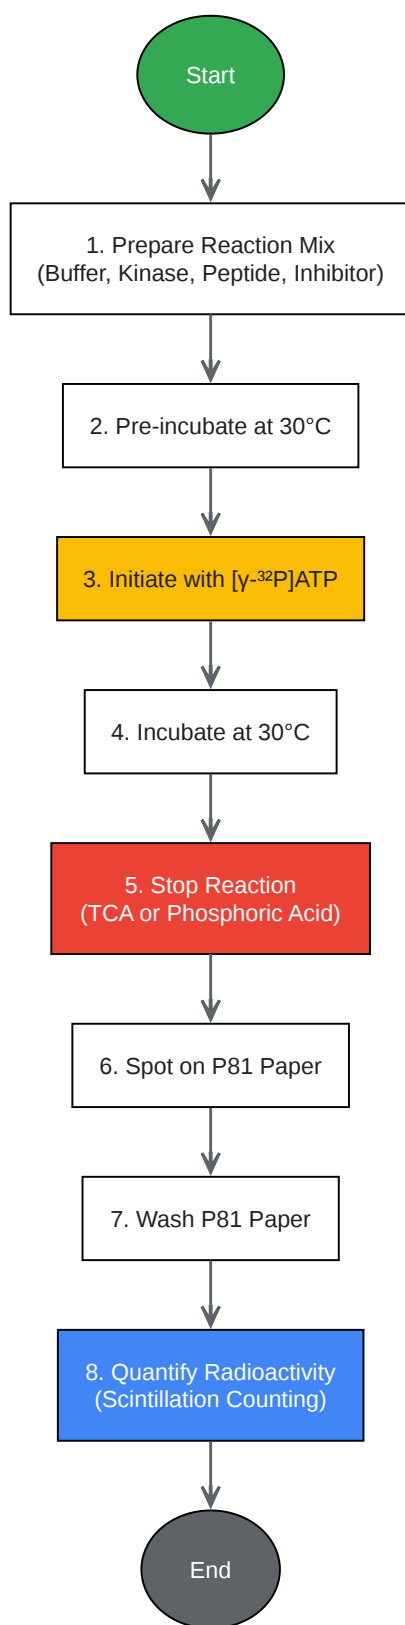 Start
1. Prepare Reaction Mix
(Buffer, Kinase, Peptide, Inhibitor)
2. Pre-incubate at 30°C
3. Initiate with [γ-³²P]ATP
4. Incubate at 30°C
5. Stop Reaction
(TCA or Phosphoric Acid)
6. Spot on P81 Paper
7. Wash P81 Paper
8. Quantify Radioactivity
(Scintillation Counting)
End